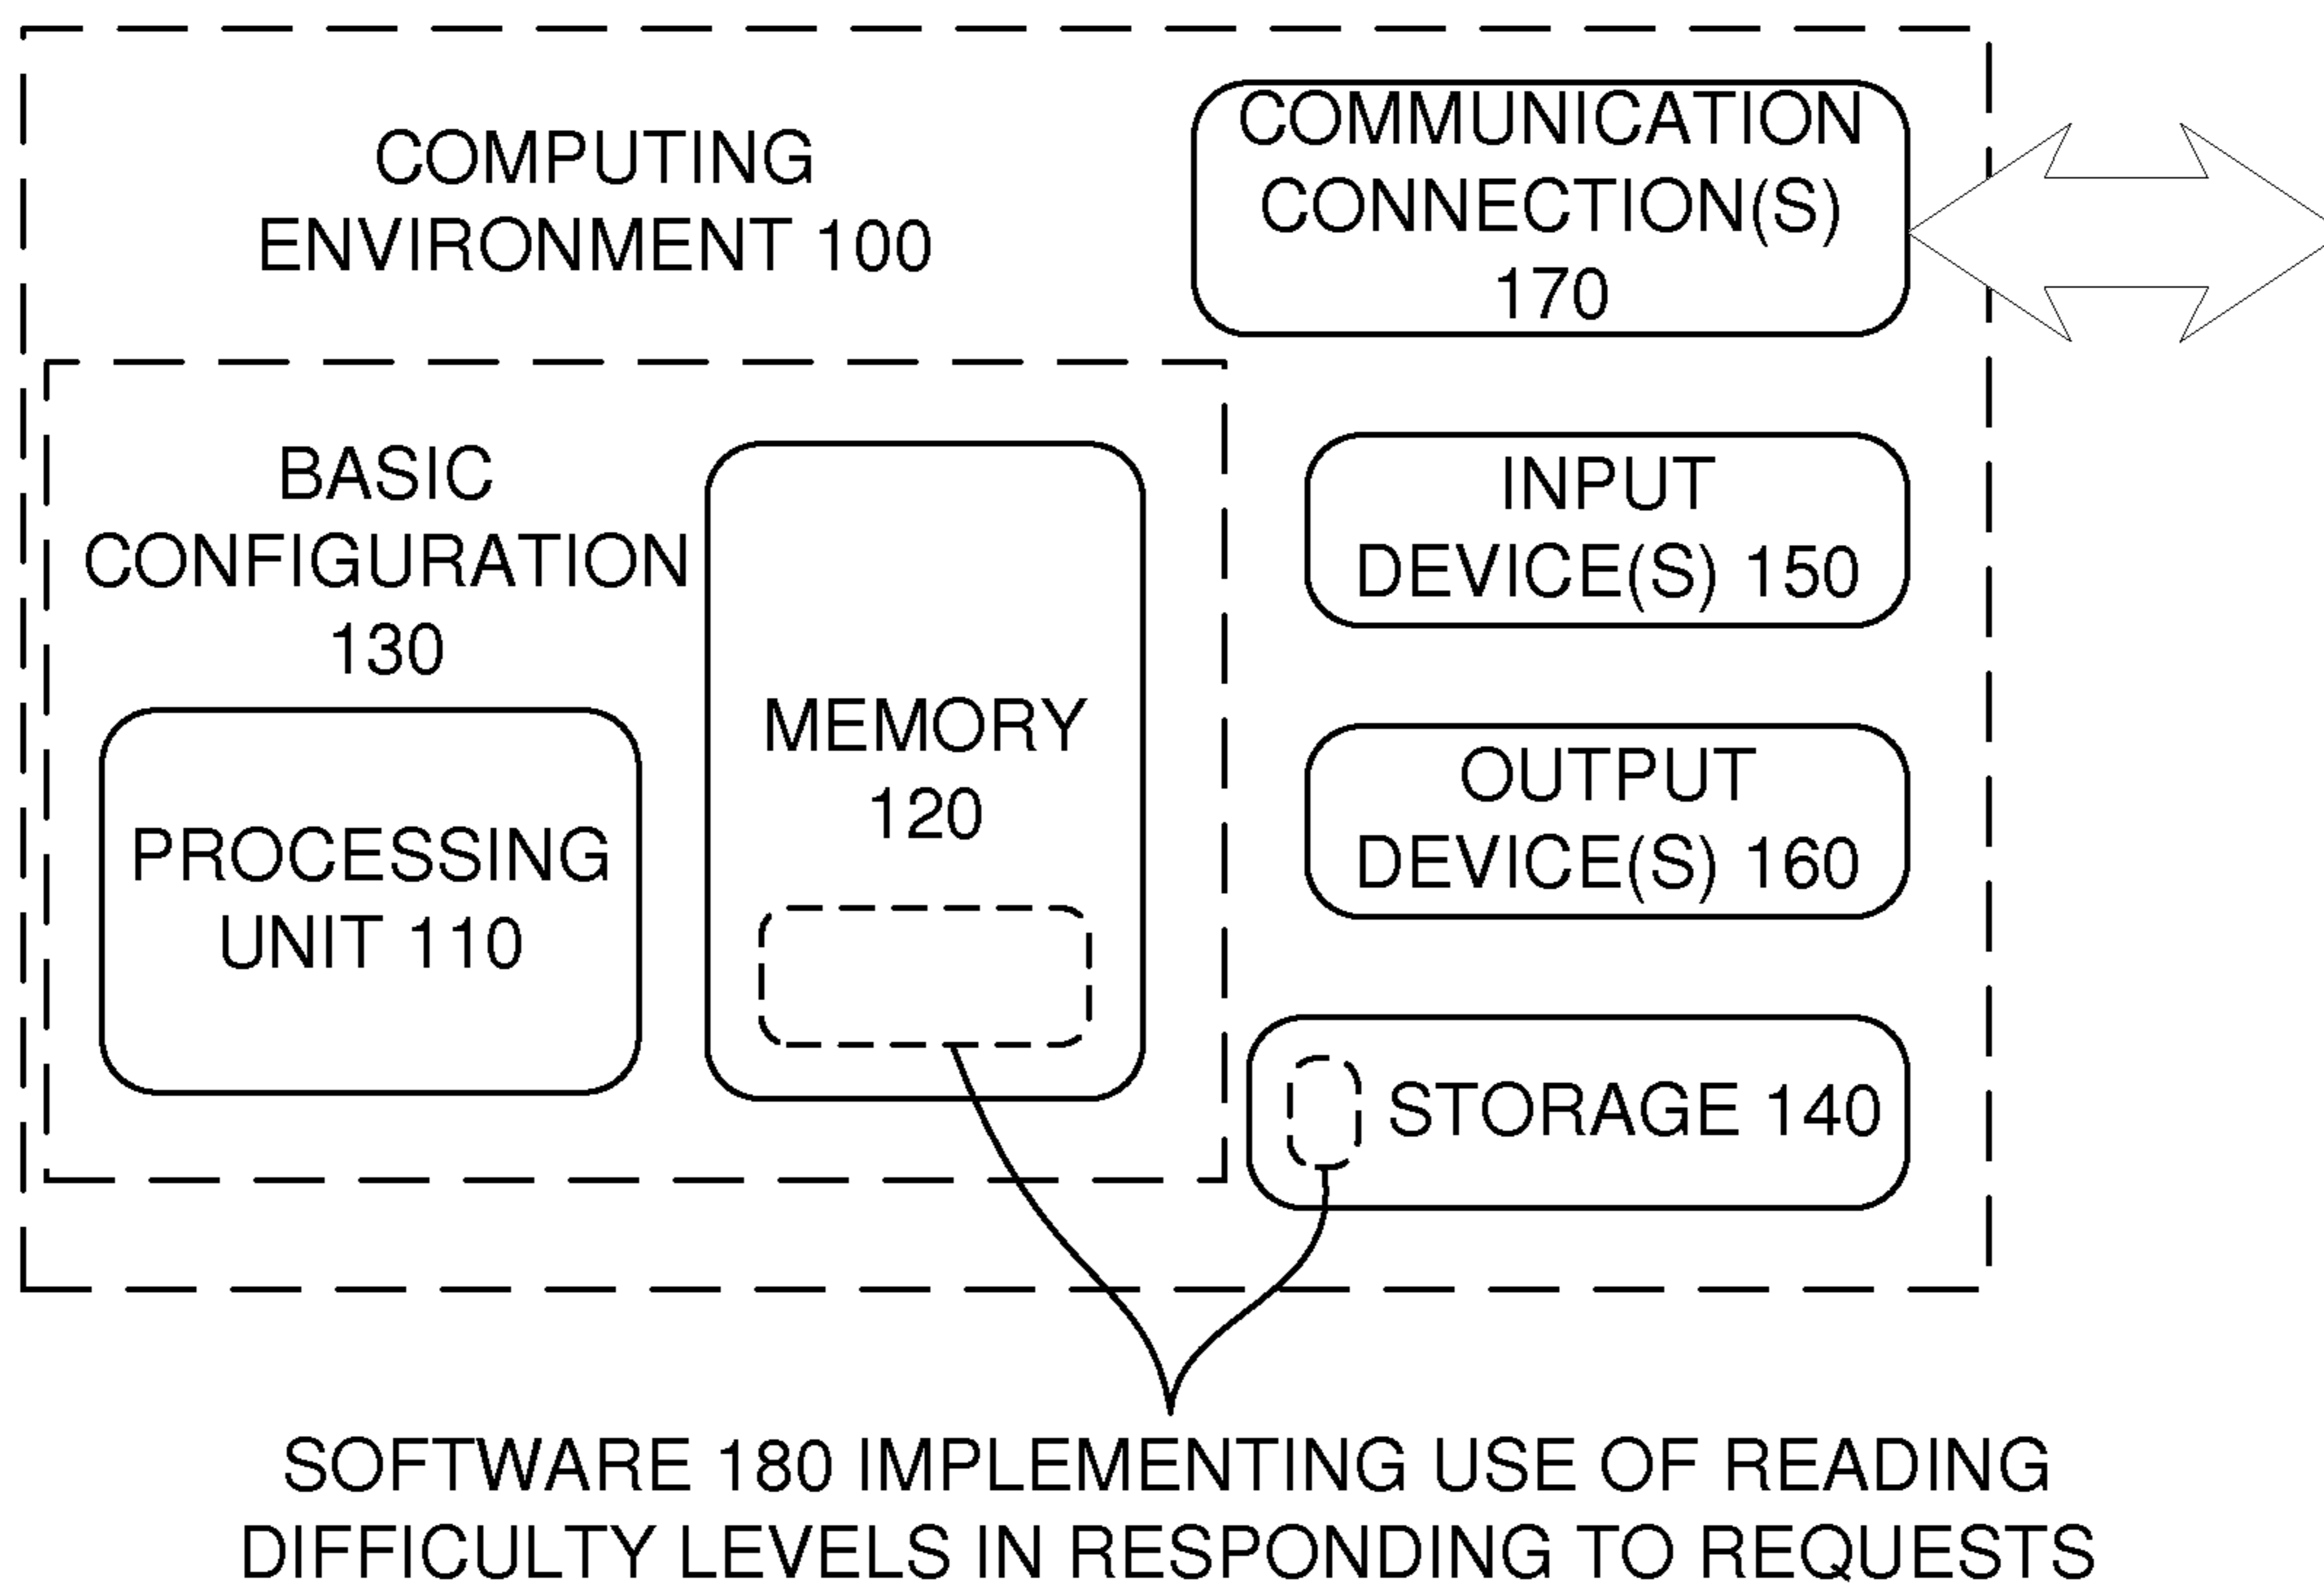 COMPUTING
ENVIRONMENT 100
COMMUNICATION
CONNECTION(S)
170
BASIC
CONFIGURATION
130
PROCESSING
UNIT 110
MEMORY
120
INPUT
DEVICE(S) 150
OUTPUT
DEVICE(S) 160
STORAGE 140
SOFTWARE 180 IMPLEMENTING USE OF READING
DIFFICULTY LEVELS IN RESPONDING TO REQUESTS